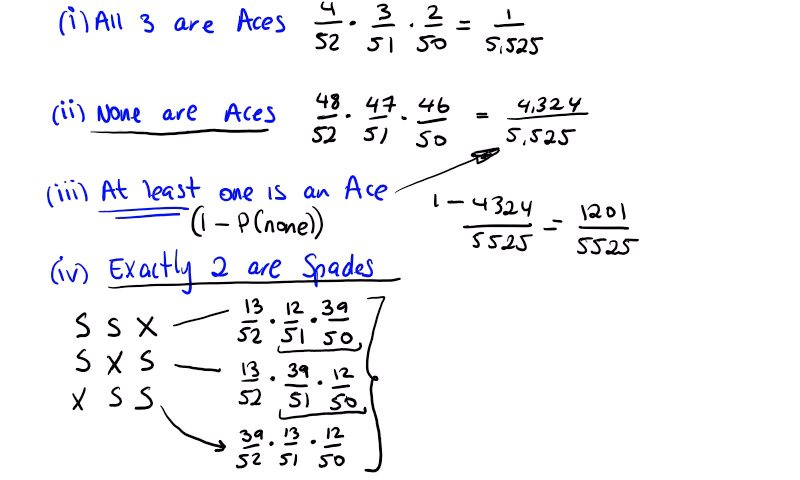 (i) All 3 are Aces 4/52 · 3/51 · 2/50 = 1/5,525
(ii) None are Aces 48/52 · 47/51 · 46/50 = 4,324/5,525
(iii) At least one is an Ace
(1 - P(none)) 1 - 4324/5525 = 1201/5525
(iv) Exactly 2 are Spades
S S X 13/52 · 12/51 · 39/50
S X S 13/52 · 39/51 · 12/50
X S S 39/52 · 13/51 · 12/50